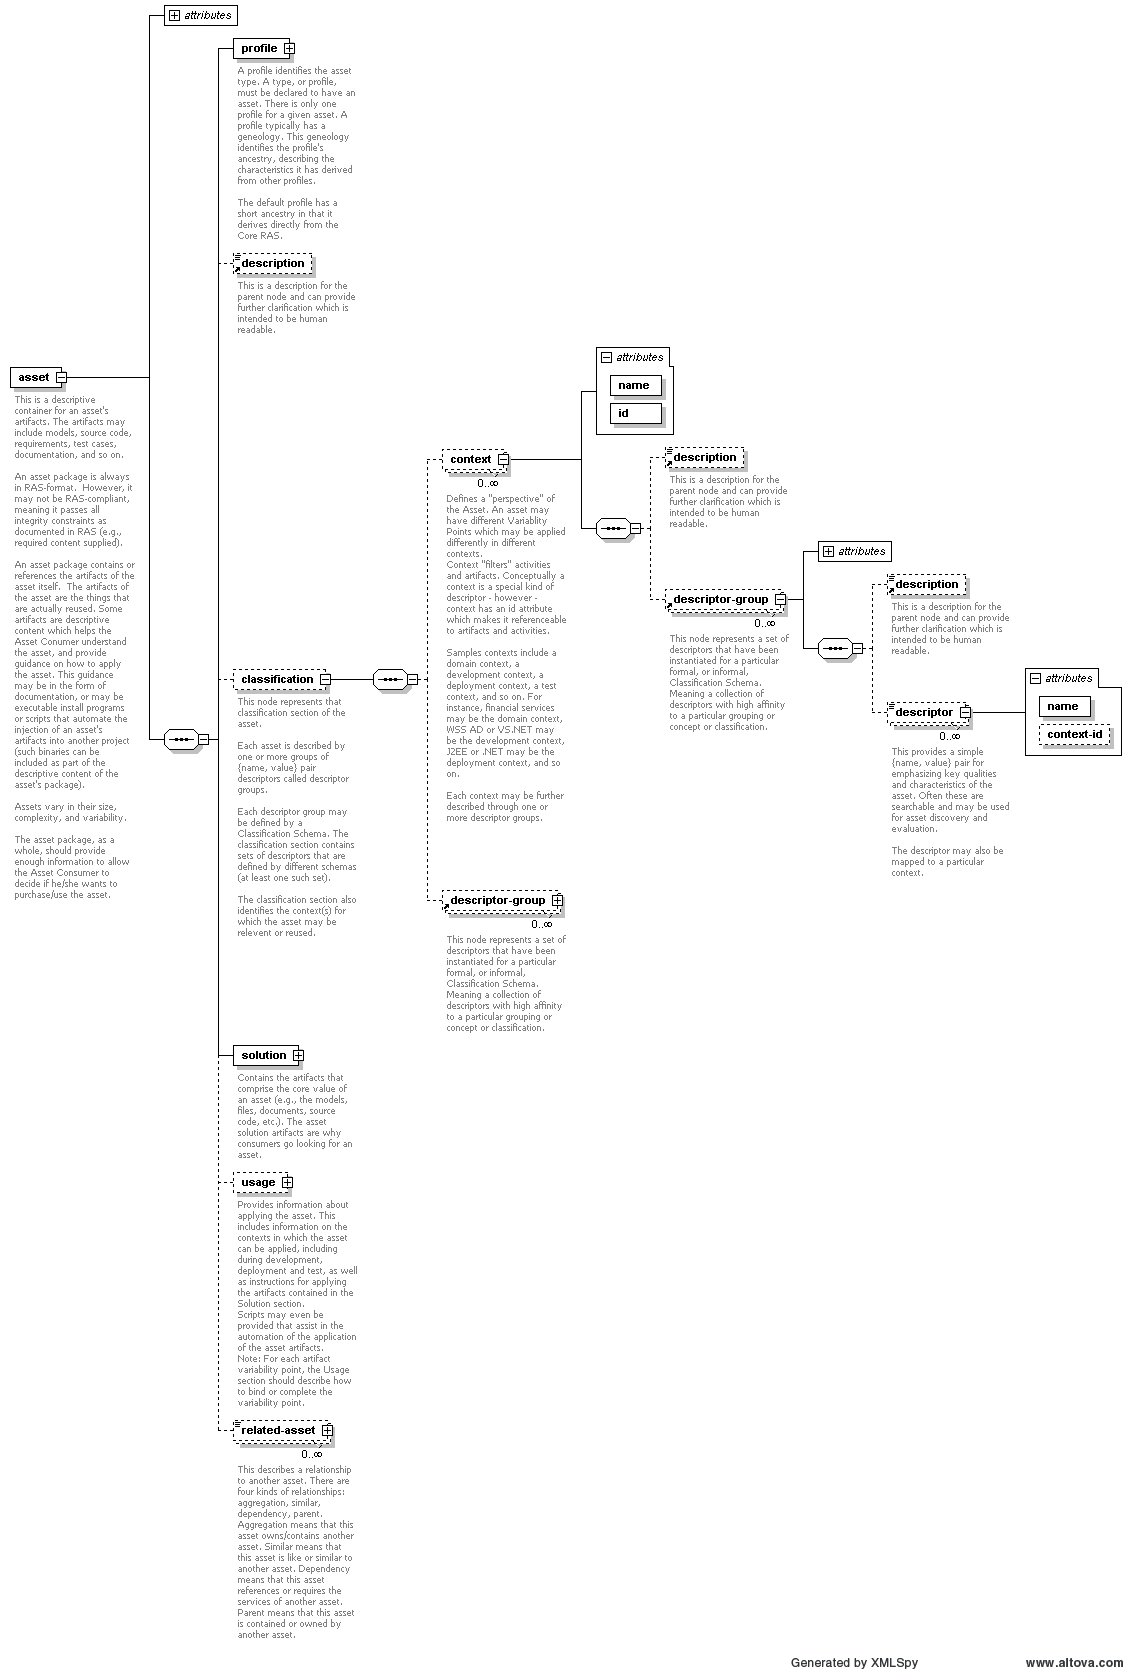 attributes
profile
A profile identifies the asset
type. A type, or profile,
must be declared to have an
asset. There is only one
profile for a given asset. A
profile typically has a
geneology. This geneology
identifies the profile's
ancestry, describing the
characteristics it has derived
from other profiles.
The default profile has a
short ancestry in that it
derives directly from the
Core RAS.
description
This is a description for the
parent node and can provide
further clarification which is
intended to be human
readable.
asset
This is a descriptive
container for an asset's
artifacts. The artifacts may
include models, source code,
requirements, test cases,
documentation, and so on.
An asset package is always
in RAS-format. However, it
may not be RAS-compliant,
meaning it passes all
integrity constraints as
documented in RAS (e.g.,
required content supplied).
An asset package contains or
references the artifacts of the
asset itself. The artifacts of
the asset are the things that
are actually reused. Some
artifacts are descriptive
content which helps the
Asset Conumer understand
the asset, and provide
guidance on how to apply
the asset. This guidance
may be in the form of
documentation, or may be
executable install programs
or scripts that automate the
injection of an asset's
artifacts into another project
(such binaries can be
included as part of the
descriptive content of the
asset's package).
Assets vary in their size,
complexity, and variability.
The asset package, as a
whole, should provide
enough information to allow
the Asset Consumer to
decide if he/she wants to
purchase/use the asset.
classification
This node represents that
classification section of the
asset.
Each asset is described by
one or more groups of
{name, value} pair
descriptors called descriptor
groups.
Each descriptor group may
be defined by a
Classification Schema. The
classification section contains
sets of descriptors that are
defined by different schemas
(at least one such set).
The classification section also
identifies the context(s) for
which the asset may be
relevant or reused.
context
0..∞
Defines a "perspective" of
the Asset. An asset may
have different Variablity
Points which may be applied
differently in different
contexts.
Context "filters" activities
and artifacts. Conceptually a
context is a special kind of
descriptor - however -
context has an id attribute
which makes it referenceable
to artifacts and activities.
Samples contexts include a
domain context, a
development context, a
deployment context, a test
context, and so on. For
instance, financial services
may be the domain context,
WSS AD or VS.NET may
be the development context,
J2EE or .NET may be the
deployment context, and so
on.
Each context may be further
described through one or
more descriptor groups.
attributes
name
id
description
This is a description for the
parent node and can provide
further clarification which is
intended to be human
readable.
descriptor-group
0..∞
This node represents a set of
descriptors that have been
instantiated for a particular
formal, or informal,
Classification Schema.
Meaning a collection of
descriptors with high affinity
to a particular grouping or
concept or classification.
attributes
description
This is a description for the
parent node and can provide
further clarification which is
intended to be human
readable.
descriptor
0..∞
This provides a simple
{name, value} pair for
emphasizing key qualities
and characteristics of the
asset. Often these are
searchable and may be used
for asset discovery and
evaluation.
The descriptor may also be
mapped to a particular
context.
attributes
name
context-id
descriptor-group
0..∞
This node represents a set of
descriptors that have been
instantiated for a particular
formal, or informal,
Classification Schema.
Meaning a collection of
descriptors with high affinity
to a particular grouping or
concept or classification.
solution
Contains the artifacts that
comprise the core value of
an asset (e.g., the models,
files, documents, source
code, etc.). The asset
solution artifacts are why
consumers go looking for an
asset.
usage
Provides information about
applying the asset. This
includes information on the
contexts in which the asset
can be applied, including
during development,
deployment and test, as well
as instructions for applying
the artifacts contained in the
Solution section.
Scripts may even be
provided that assist in the
automation of the application
of the asset artifacts.
Note: For each artifact
variability point, the Usage
section should describe how
to bind or complete the
variability point.
related-asset
0..∞
This describes a relationship
to another asset. There are
four kinds of relationships:
aggregation, similar,
dependency, parent.
Aggregation means that this
asset owns/contains another
asset. Similar means that
this asset is like or similar to
another asset. Dependency
means that this asset
references or requires the
services of another asset.
Parent means that this asset
is contained or owned by
another asset.
Generated by XMLSpy
www.altova.com